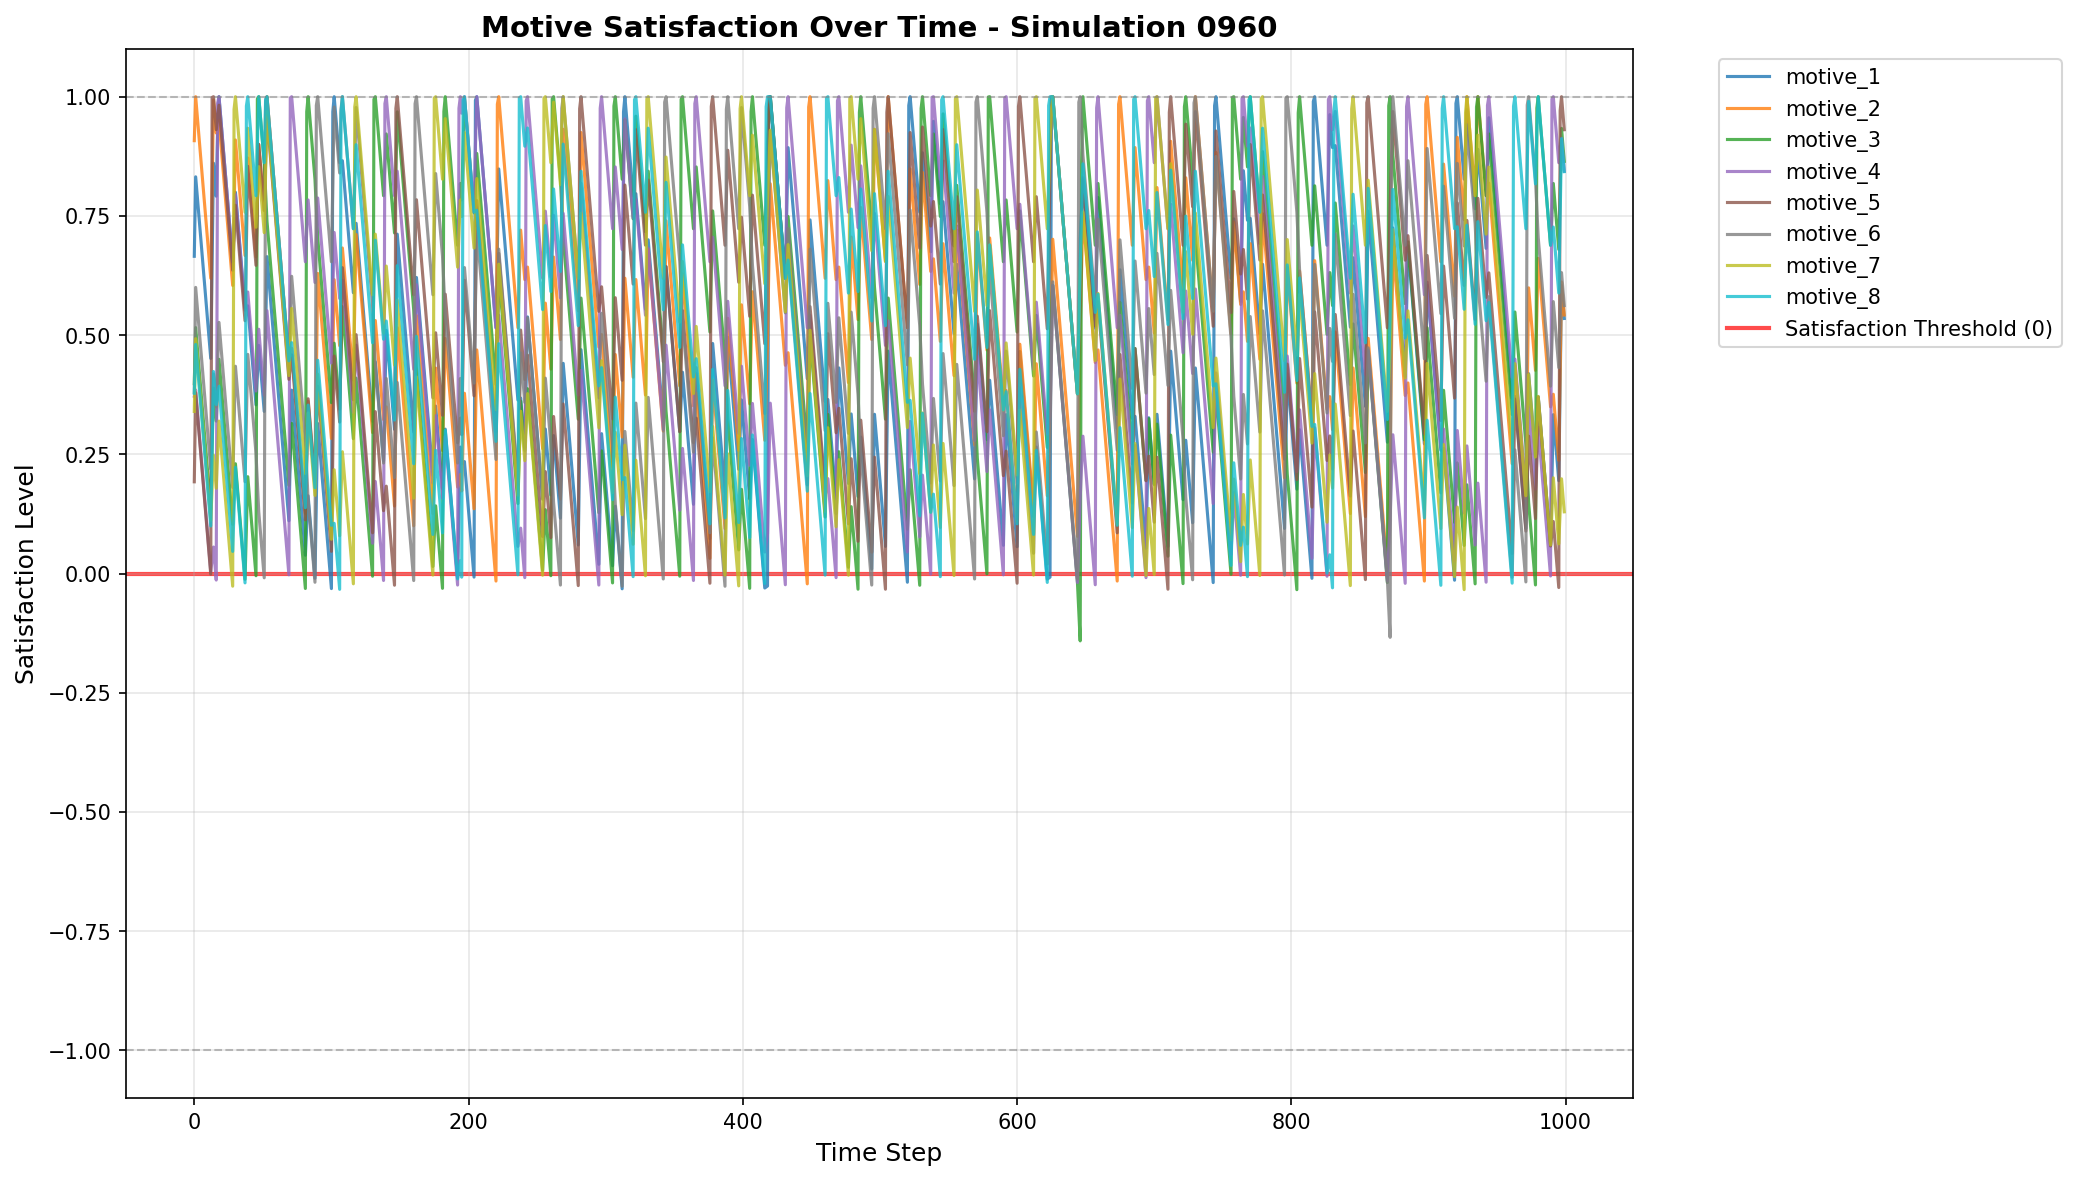 Motive Satisfaction Over Time - Simulation 0960
Satisfaction Level
1.00
0.75
0.50
0.25
0.00
−0.25
−0.50
−0.75
−1.00
0
200
400
600
800
1000
Time Step
motive_1
motive_2
motive_3
motive_4
motive_5
motive_6
motive_7
motive_8
Satisfaction Threshold (0)